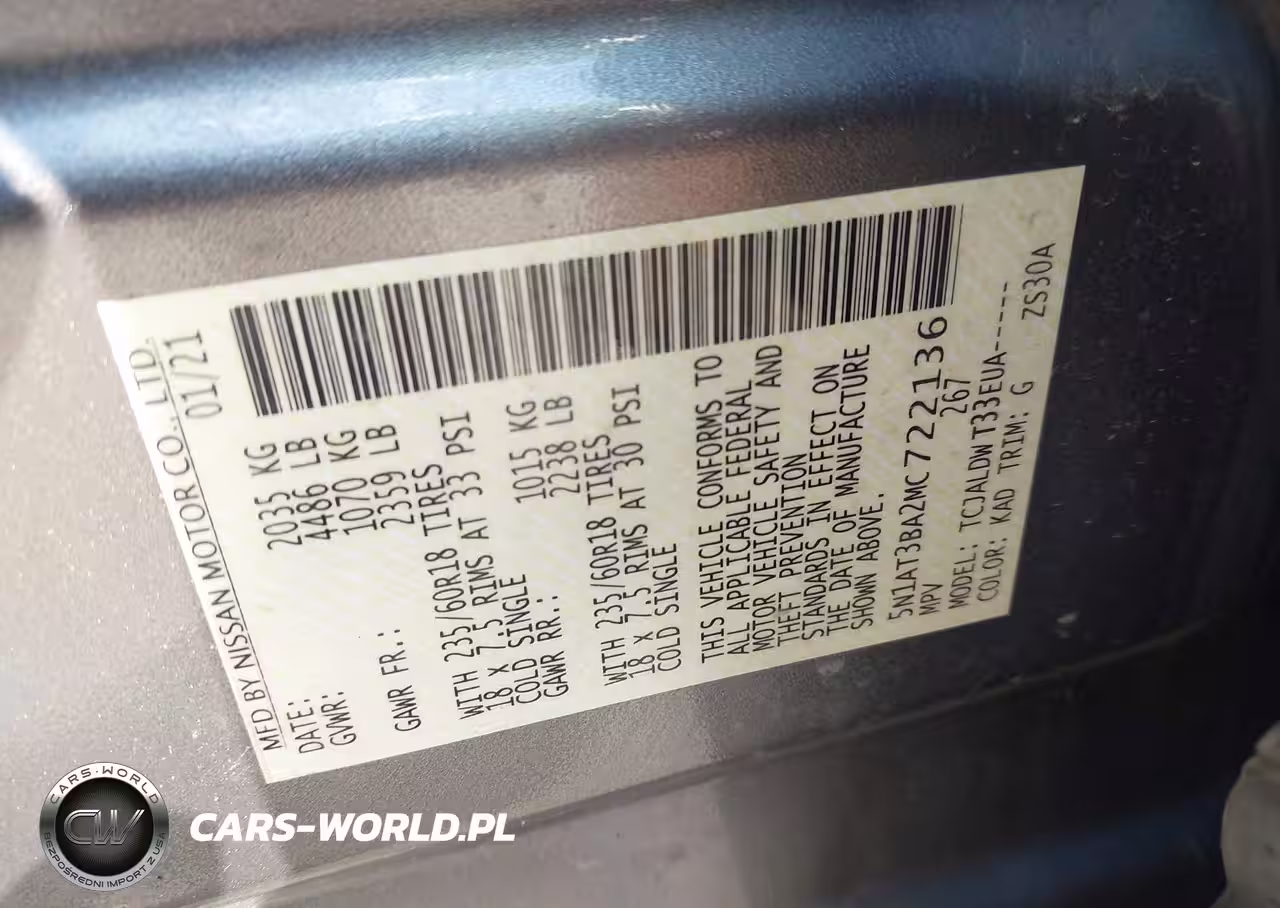 MFD BY NISSAN MOTOR CO., LTD.
DATE: 01/21
GVWR: 2035 KG
4486 LB
GAWR FR.: 1070 KG
2359 LB
WITH 235/60R18 TIRES
18 x 7.5 RIMS AT 33 PSI
COLD SINGLE
GAWR RR.: 1015 KG
2238 LB
WITH 235/60R18 TIRES
18 x 7.5 RIMS AT 30 PSI
COLD SINGLE
THIS VEHICLE CONFORMS TO
ALL APPLICABLE FEDERAL
MOTOR VEHICLE SAFETY AND
THEFT PREVENTION
STANDARDS IN EFFECT ON
THE DATE OF MANUFACTURE
SHOWN ABOVE.
5N1AT3BA2MC722136
MPV 267
MODEL: TCJALDWT33EUA-----
COLOR: KAD TRIM: G ZS30A
CARS-WORLD
CW
BEZPOŚREDNI IMPORT Z USA
CARS-WORLD.PL